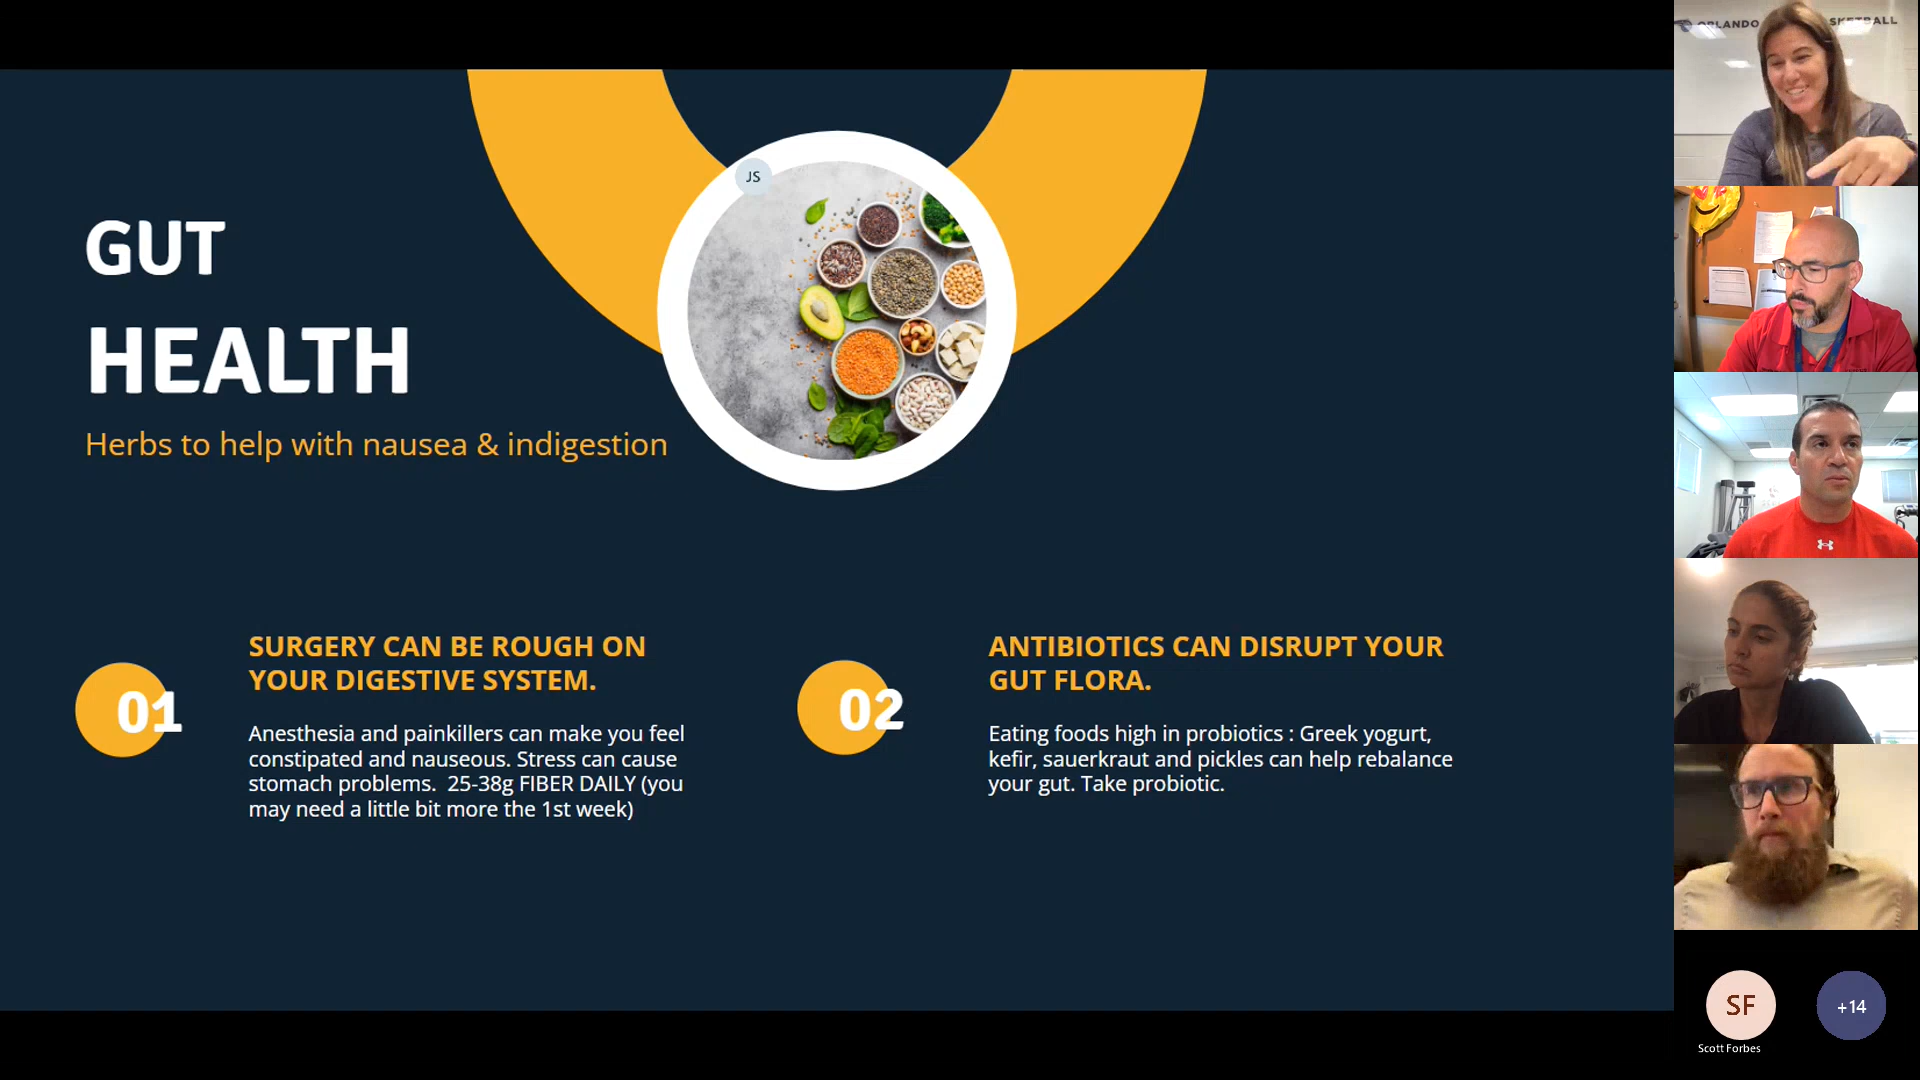 GUT
HEALTH
Herbs to help with nausea & indigestion
JS
01
SURGERY CAN BE ROUGH ON
YOUR DIGESTIVE SYSTEM.
Anesthesia and painkillers can make you feel
constipated and nauseous. Stress can cause
stomach problems.  25-38g FIBER DAILY (you
may need a little bit more the 1st week)
02
ANTIBIOTICS CAN DISRUPT YOUR
GUT FLORA.
Eating foods high in probiotics : Greek yogurt,
kefir, sauerkraut and pickles can help rebalance
your gut. Take probiotic.
ORLANDO
SF
Scott Forbes
+14